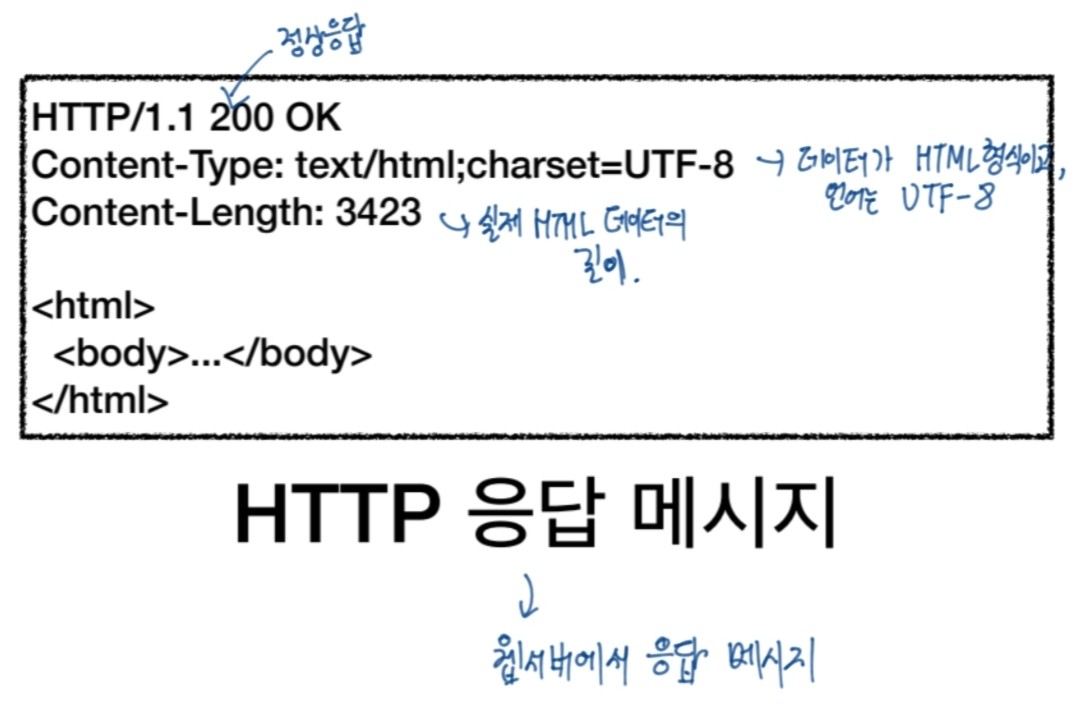 정상응답
HTTP/1.1 200 OK
Content-Type: text/html;charset=UTF-8
→ 데이터가 HTML형식이고,
언어는 UTF-8
Content-Length: 3423
→ 실제 HTML 데이터의
길이.
<html>
<body>...</body>
</html>
HTTP 응답 메시지
웹서버에서 응답 메시지